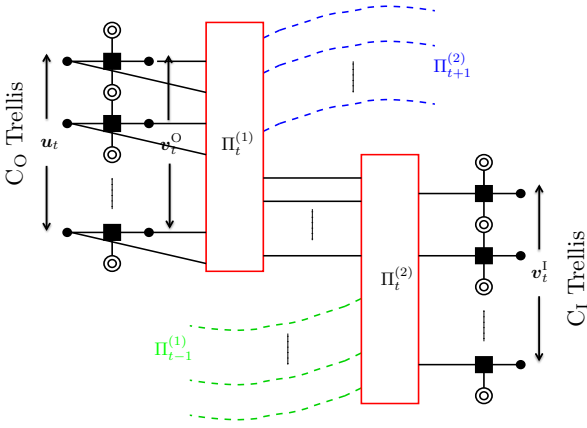 C_O Trellis
u_t
v_t^O
Π_t^(1)
Π_{t+1}^(2)
Π_{t-1}^(1)
Π_t^(2)
v_t^I
C_I Trellis